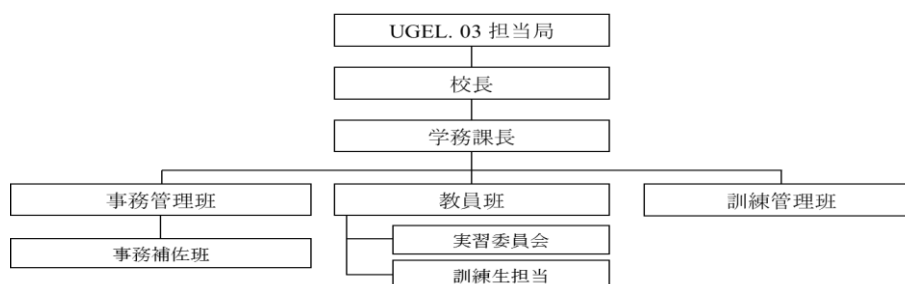 UGEL. 03 担当局
校長
学務課長
事務管理班
教員班
訓練管理班
事務補佐班
実習委員会
訓練生担当